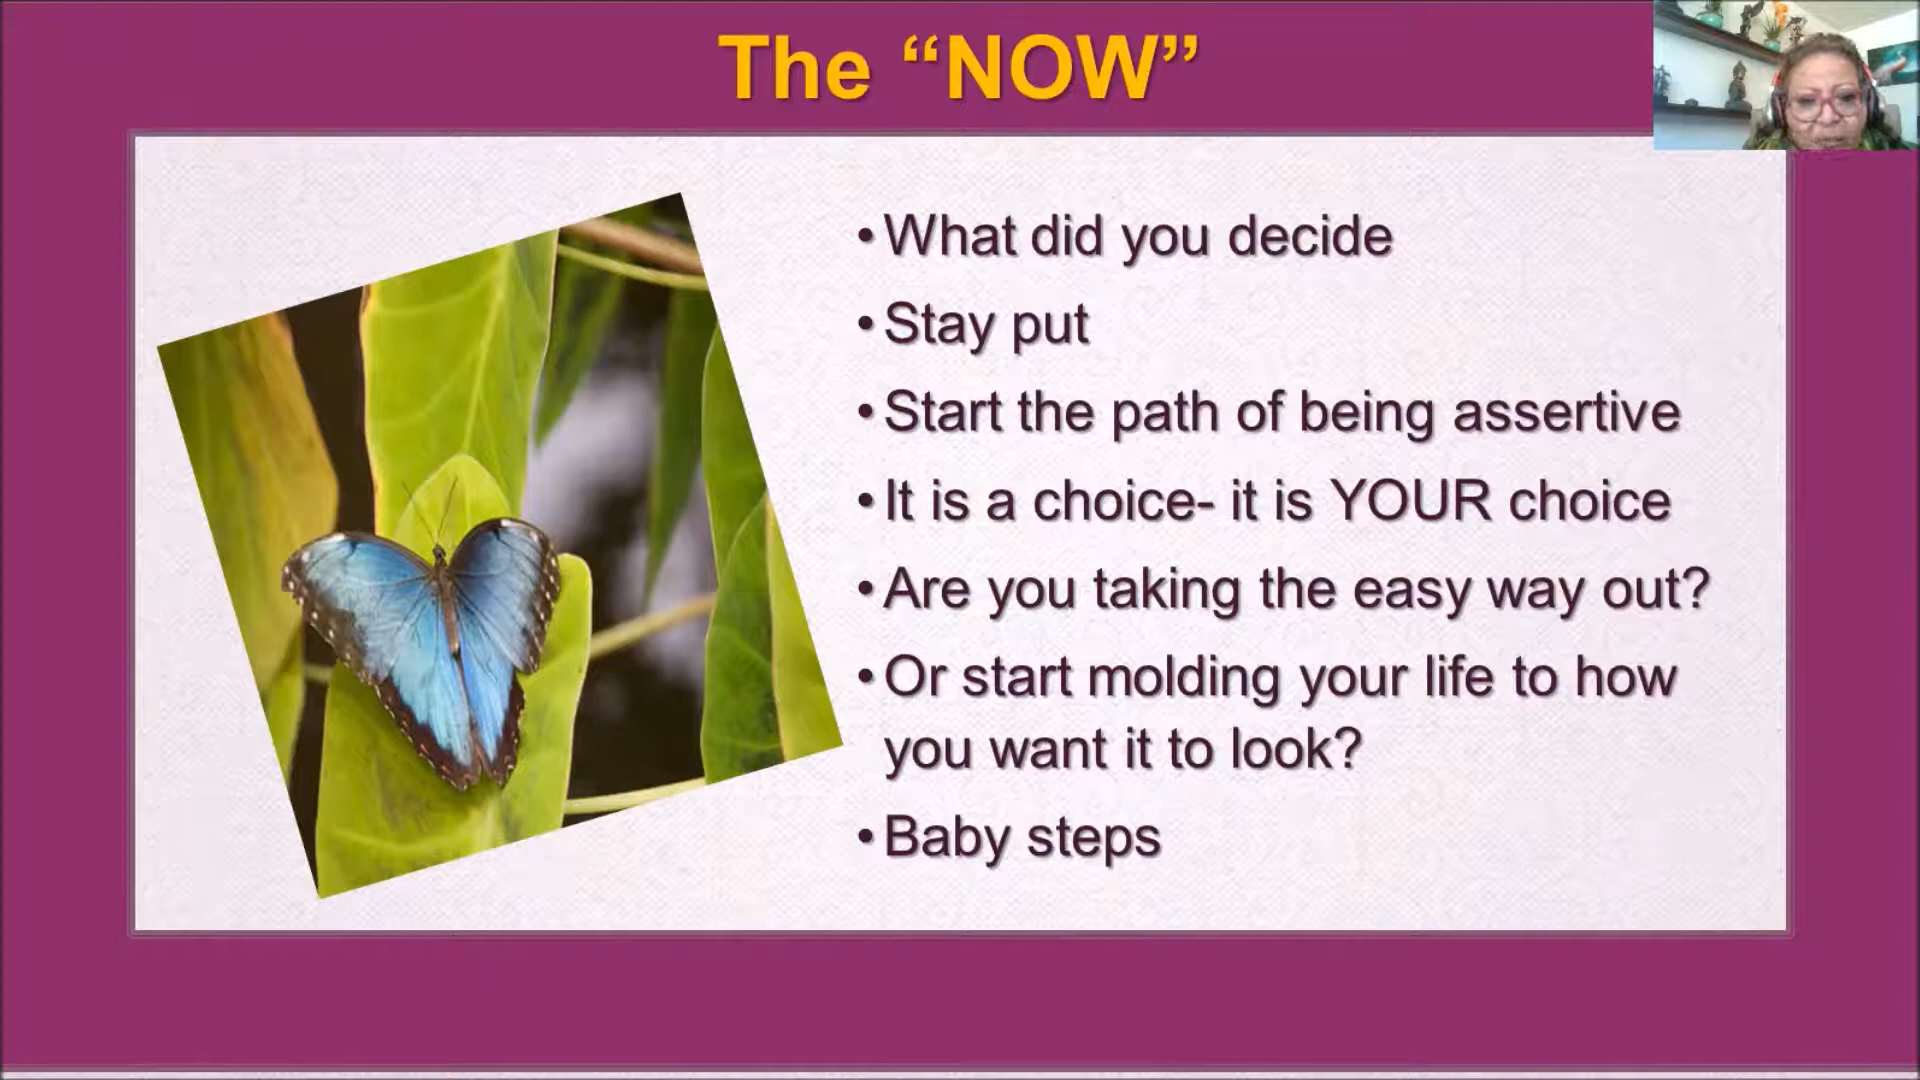 The “NOW”
• What did you decide
• Stay put
• Start the path of being assertive
• It is a choice- it is YOUR choice
• Are you taking the easy way out?
• Or start molding your life to how
you want it to look?
• Baby steps